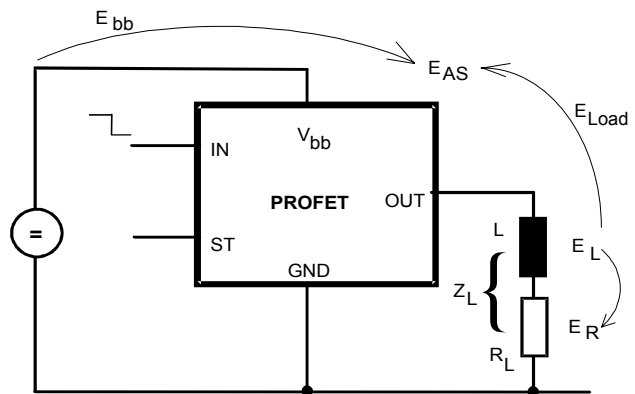 E bb
E AS
E Load
V bb
IN
PROFET
OUT
ST
L
E L
GND
Z L
{
R L
E R
=